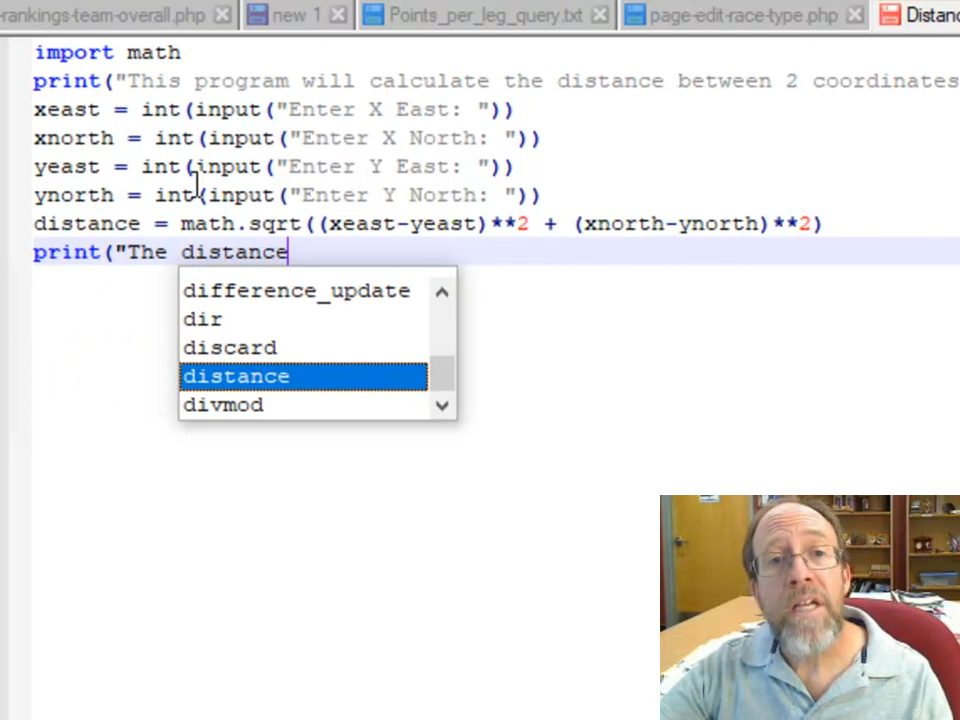 -rankings-team-overall.php new 1 Points_per_leg_query.txt page-edit-race-type.php Distanc
import math
print("This program will calculate the distance between 2 coordinates
xeast = int(input("Enter X East: "))
xnorth = int(input("Enter X North: "))
yeast = int(input("Enter Y East: "))
ynorth = int(input("Enter Y North: "))
distance = math.sqrt((xeast-yeast)**2 + (xnorth-ynorth)**2)
print("The distance
difference_update
dir
discard
distance
divmod